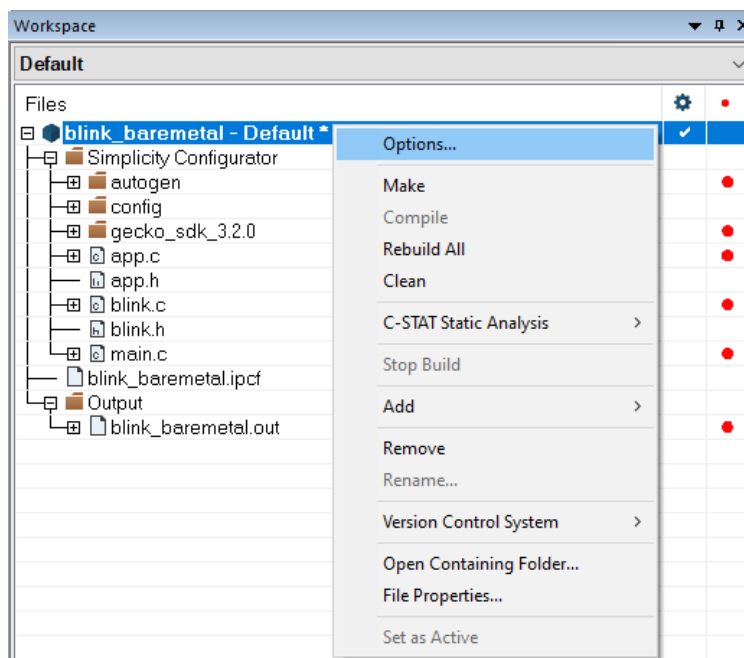 Workspace
Default
Files
blink_baremetal - Default *
Simplicity Configurator
autogen
config
gecko_sdk_3.2.0
app.c
app.h
blink.c
blink.h
main.c
blink_baremetal.ipcf
Output
blink_baremetal.out
Options...
Make
Compile
Rebuild All
Clean
C-STAT Static Analysis
Stop Build
Add
Remove
Rename...
Version Control System
Open Containing Folder...
File Properties...
Set as Active